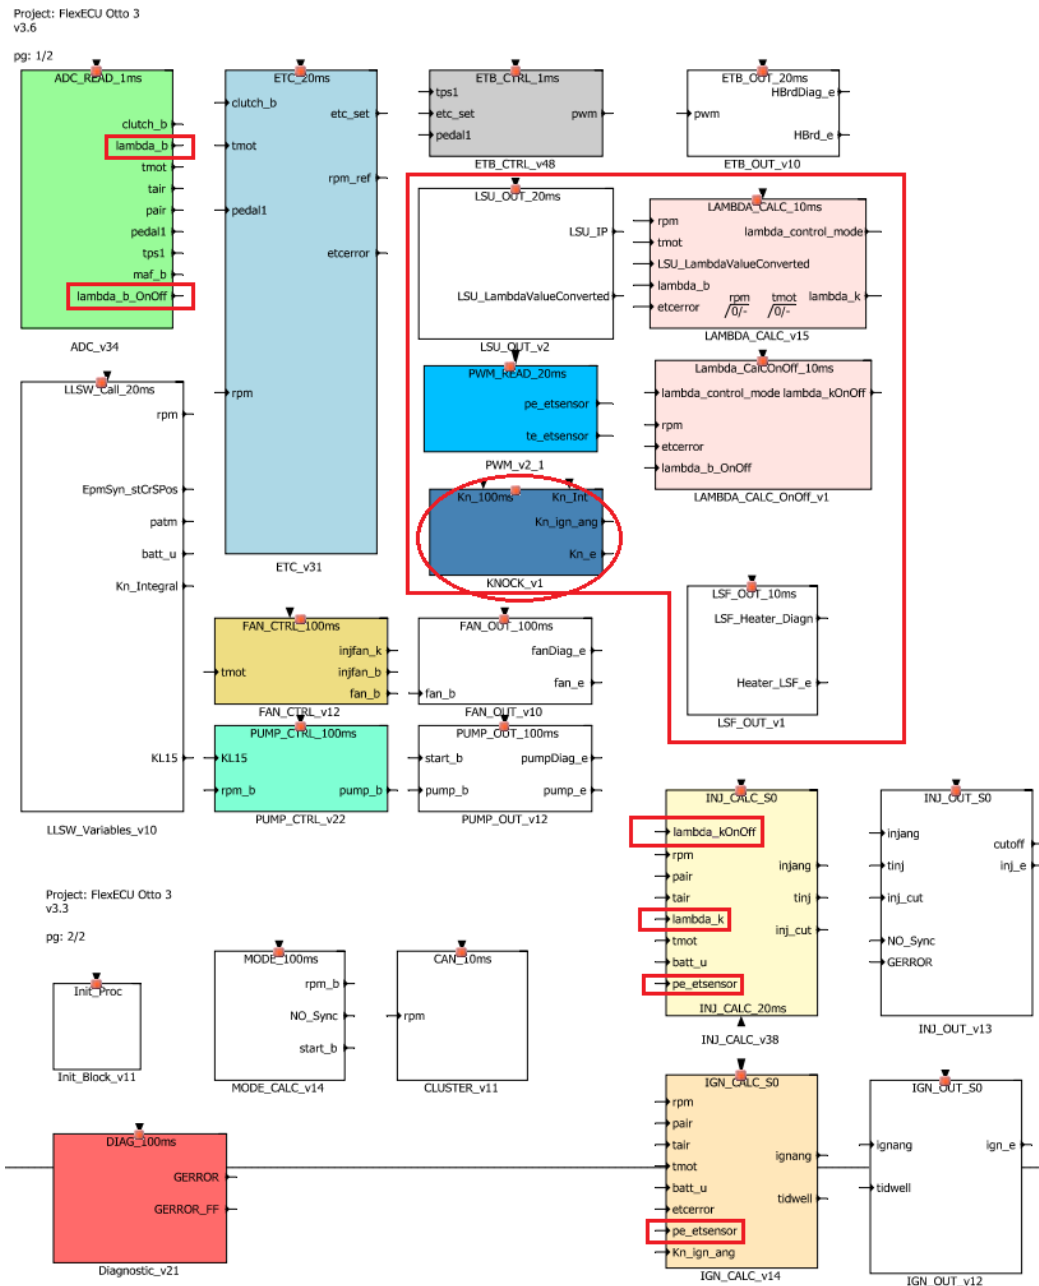 Project: FlexECU Otto 3
v3.6
pg: 1/2
ADC_READ_1ms
clutch_b
lambda_b
tmot
tair
pair
pedal1
tps1
maf_b
lambda_b_OnOff
ADC_v34
ETC_20ms
clutch_b
etc_set
tmot
rpm_ref
pedal1
etcerror
rpm
ETC_v31
ETB_CTRL_1ms
tps1
etc_set
pwm
pedal1
ETB_CTRL_v48
ETB_OUT_20ms
HBrdDiag_e
pwm
HBrd_e
ETB_OUT_v10
LSU_OUT_20ms
LSU_IP
LSU_LambdaValueConverted
LSU_OUT_v2
LAMBDA_CALC_10ms
rpm
lambda_control_mode
tmot
LSU_LambdaValueConverted
lambda_b
etcerror
rpm
/0/-
tmot
/0/-
lambda_k
LAMBDA_CALC_v15
PWM_READ_20ms
pe_etsensor
te_etsensor
PWM_v2_1
Lambda_CalCOnOff_10ms
lambda_control_mode lambda_kOnOff
rpm
etcerror
lambda_b_OnOff
LAMBDA_CALC_OnOff_v1
LLSW_Call_20ms
rpm
EpmSyn_stCrSPos
patm
batt_u
Kn_Integral
KL15
LLSW_Variables_v10
Kn_100ms
Kn_Int
Kn_ign_ang
Kn_e
KNOCK_v1
LSF_OUT_10ms
LSF_Heater_Diagn
Heater_LSF_e
LSF_OUT_v1
FAN_CTRL_100ms
injfan_k
tmot
injfan_b
fan_b
FAN_CTRL_v12
FAN_OUT_100ms
fanDiag_e
fan_e
fan_b
FAN_OUT_v10
PUMP_CTRL_100ms
KL15
rpm_b
pump_b
PUMP_CTRL_v22
PUMP_OUT_100ms
start_b
pumpDiag_e
pump_b
pump_e
PUMP_OUT_v12
INJ_CALC_S0
lambda_kOnOff
rpm
injang
pair
tair
tinj
lambda_k
inj_cut
tmot
batt_u
pe_etsensor
INJ_CALC_20ms
INJ_CALC_v38
INJ_OUT_S0
injang
cutoff
tinj
inj_e
inj_cut
NO_Sync
GERROR
INJ_OUT_v13
Project: FlexECU Otto 3
v3.3
pg: 2/2
Init_Proc
Init_Block_v11
MODE_100ms
rpm_b
NO_Sync
start_b
MODE_CALC_v14
CAN_10ms
rpm
CLUSTER_v11
IGN_CALC_S0
rpm
pair
tair
ignang
tmot
batt_u
tidwell
etcerror
pe_etsensor
Kn_ign_ang
IGN_CALC_v14
IGN_OUT_S0
ignang
ign_e
tidwell
IGN_OUT_v12
DIAG_100ms
GERROR
GERROR_FF
Diagnostic_v21